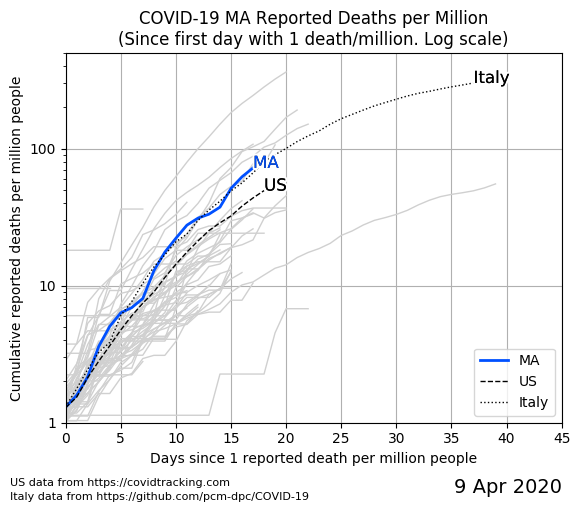 COVID-19 MA Reported Deaths per Million
(Since first day with 1 death/million. Log scale)
Cumulative reported deaths per million people
100
10
1
Italy
MA
US
MA
US
Italy
0 5 10 15 20 25 30 35 40 45
Days since 1 reported death per million people
US data from https://covidtracking.com
Italy data from https://github.com/pcm-dpc/COVID-19
9 Apr 2020